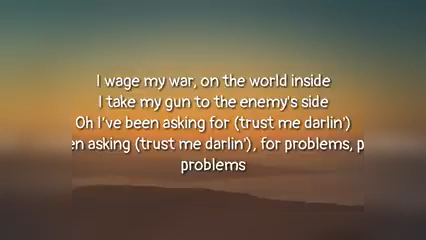 I wage my war, on the world inside
I take my gun to the enemy's side
Oh I've been asking for (trust me darlin')
en asking (trust me darlin'), for problems, p
problems